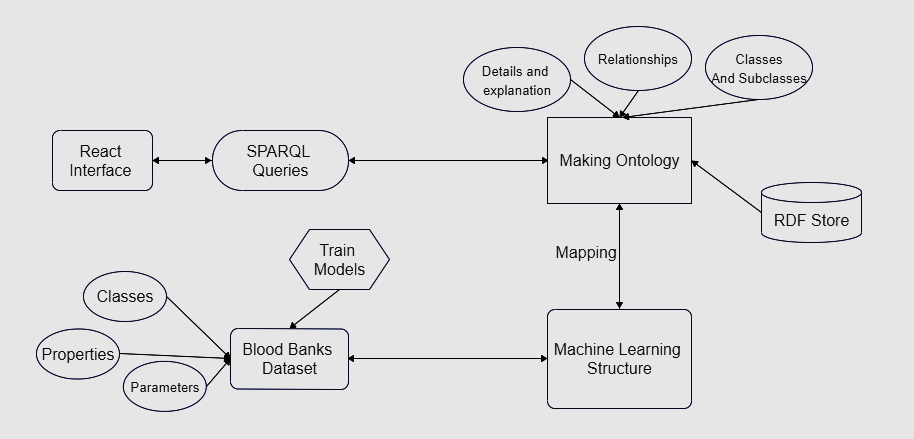 Details and
explanation
Relationships
Classes
And Subclasses
React
Interface
SPARQL
Queries
Making Ontology
RDF Store
Train
Models
Mapping
Classes
Properties
Parameters
Blood Banks
Dataset
Machine Learning
Structure